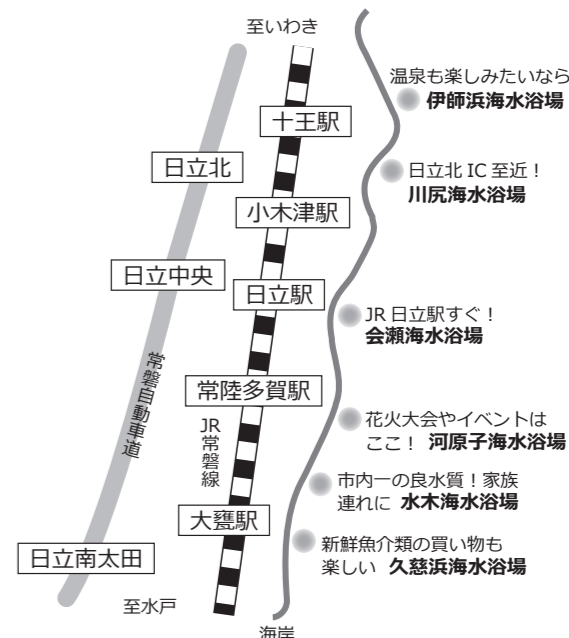 至いわき
温泉も楽しみたいなら
伊師浜海水浴場
十王駅
日立北
日立北 IC 至近！
川尻海水浴場
小木津駅
日立中央
日立駅
JR 日立駅すぐ！
会瀬海水浴場
常磐自動車道
常陸多賀駅
JR常磐線
花火大会やイベントは
ここ！ 河原子海水浴場
市内一の良水質！家族
連れに 水木海水浴場
大甕駅
新鮮魚介類の買い物も
楽しい 久慈浜海水浴場
日立南太田
至水戸
海岸